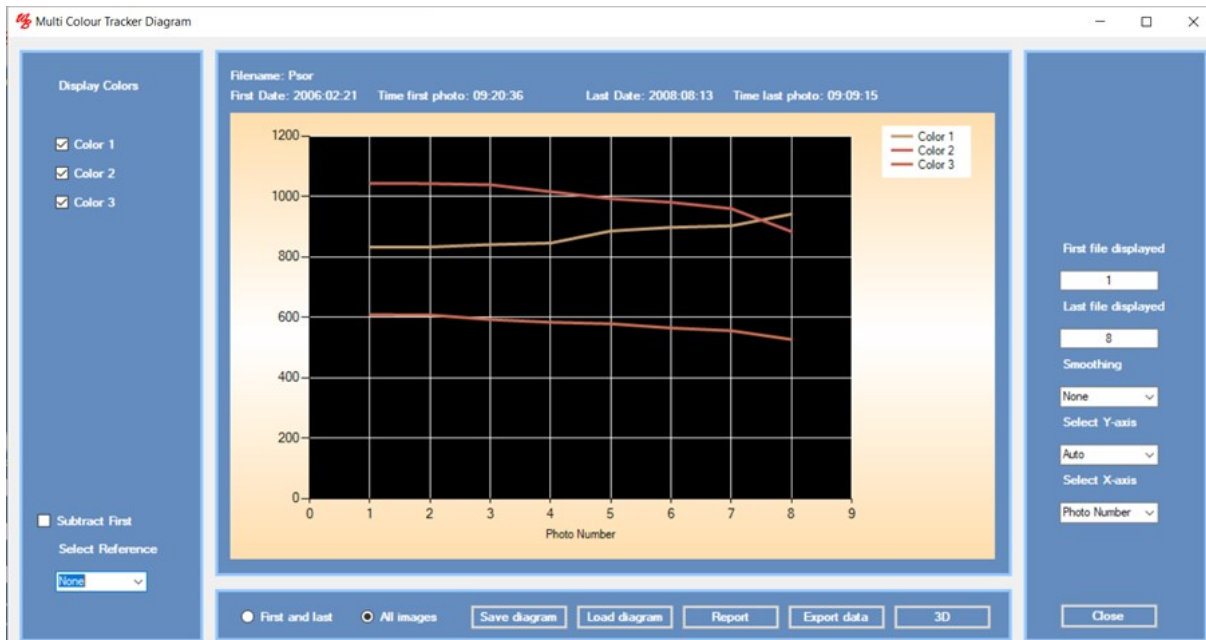 Multi Colour Tracker Diagram
Display Colors
Color 1
Color 2
Color 3
Subtract First
Select Reference
None
Filename: Psor
First Date: 2006:02:21 Time first photo: 09:20:36 Last Date: 2008:08:13 Time last photo: 09:09:15
1200
1000
800
600
400
200
0
0 1 2 3 4 5 6 7 8 9
Photo Number
Color 1
Color 2
Color 3
First and last All images Save diagram Load diagram Report Export data 3D
First file displayed
1
Last file displayed
8
Smoothing
None
Select Y-axis
Auto
Select X-axis
Photo Number
Close